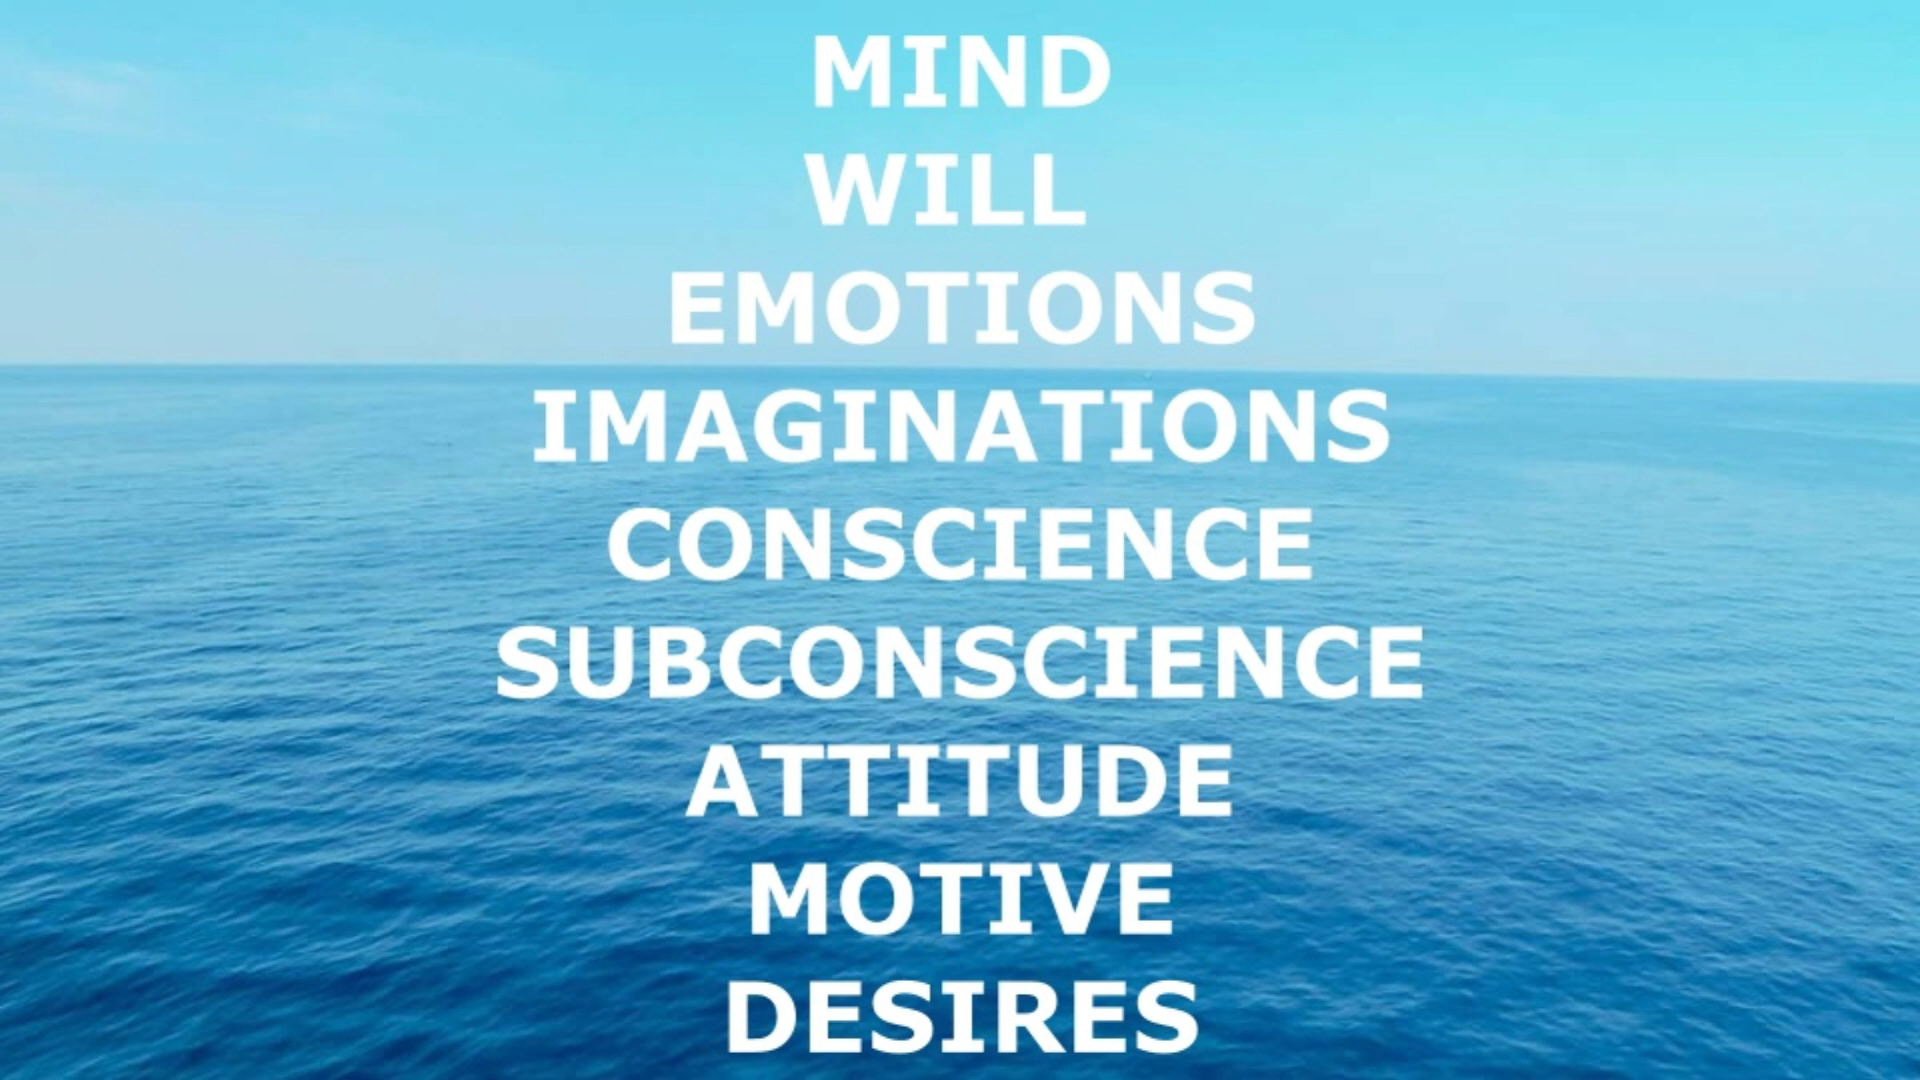 MIND
WILL
EMOTIONS
IMAGINATIONS
CONSCIENCE
SUBCONSCIENCE
ATTITUDE
MOTIVE
DESIRES